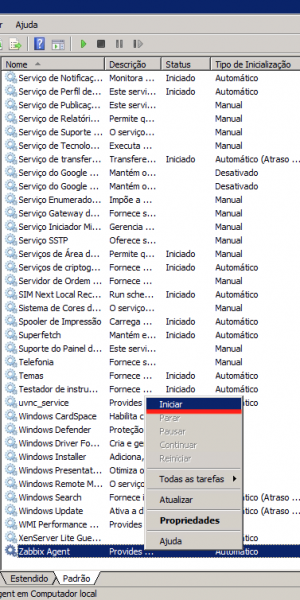 r Ajuda
Nome Descrição Status Tipo de Inicialização
Serviço de Notificaç... Monitora ... Iniciado Automático
Serviço de Perfil de... Este servi... Iniciado Automático
Serviço de Publicaç... Este servi... Manual
Serviço de Relatóri... Permite q... Manual
Serviço de Suporte ... O serviço... Manual
Serviço de Tecnolo... Executa ... Manual
Serviço de transfer... Transfere... Iniciado Automático (Atraso ...
Serviço do Google ... Mantém o... Desativado
Serviço do Google ... Mantém o... Desativado
Serviço Enumerado... Impõe a ... Manual
Serviço Gateway d... Fornece s... Manual
Serviço Iniciador Mi... Gerencia ... Manual
Serviço SSTP Oferece s... Manual
Serviços de Área d... Permite q... Iniciado Manual
Serviços de criptog... Fornece ... Iniciado Automático
Servidor de Ordem ... Fornece ... Manual
SIM Next Local Rec... Run sche... Iniciado Automático
Sistema de Cores d... O serviço... Manual
Spooler de Impressão Carrega ... Iniciado Automático
Superfetch Mantém e... Iniciado Automático
Suporte do Painel d... Este servi... Manual
Telefonia Fornece s... Manual
Temas Fornece ... Iniciado Automático
Testador de instru... Fornece ... Iniciado Automático
uvnc_service Provides ...
Windows CardSpace Habilita c
Windows Defender Proteção
Windows Driver Fo... Cria e ge
Windows Installer Adiciona,
Windows Presentat... Otimiza o
Windows Remote M... O serviço
Windows Search Fornece i
Windows Update Ativa a d
WMI Performance ... Provides
XenServer Lite Gue...
Zabbix Agent Provides ... Automático
Iniciar
Parar
Pausar
Continuar
Reiniciar
Todas as tarefas
Atualizar
Propriedades
Ajuda
Estendido Padrão
gent em Computador local